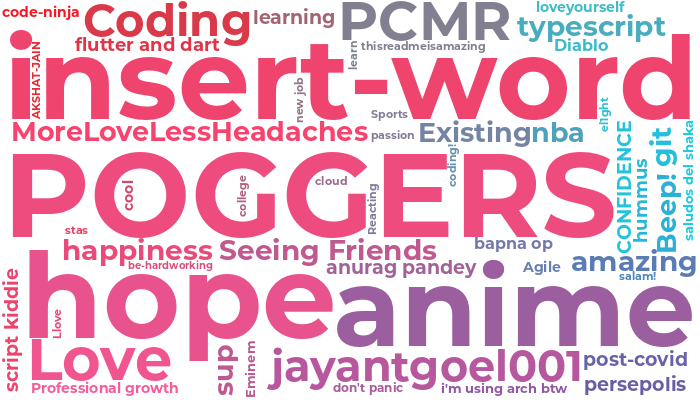 code-ninja
Coding
learning
PCMR
loveyourself
typescript
flutter and dart
thisreadmeisamazing
Diablo
AKSHAT-JAIN
learn
insert-word
new job
Sports
elight
MoreLoveLessHeadaches
passion
Existing
nba
coding!
CONFIDENCE
hummus
Beep!
git
saludos del shaka
POGGERS
cool
college
cloud
Reacting
stas
happiness
Seeing Friends
bapna op
be-hardworking
anurag pandey
Agile
amazing
salam!
script kiddie
hope
anime
Llove
Love
sup
Eminem
jayantgoel001
post-covid
Professional growth
don't panic
i'm using arch btw
persepolis